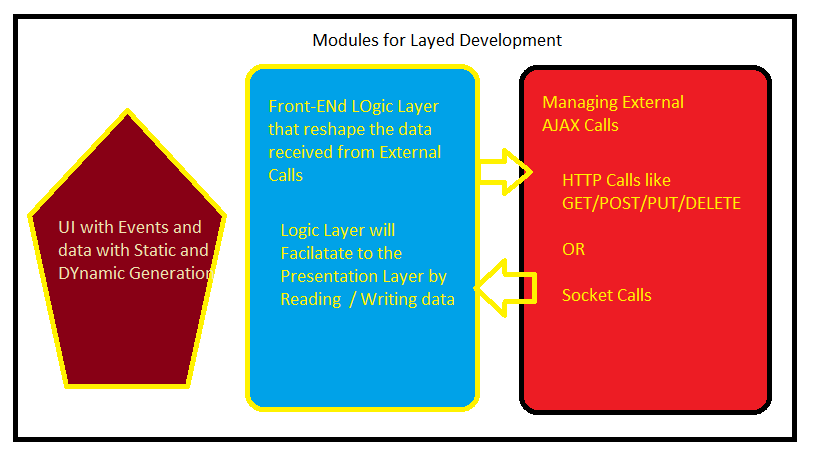 Modules for Layed Development
UI with Events and
data with Static and
DYnamic Generation
Front-ENd LOgic Layer
that reshape the data
received from External
Calls
Logic Layer will
Facilatate to the
Presentation Layer by
Reading / Writing data
Managing External
AJAX Calls
HTTP Calls like
GET/POST/PUT/DELETE
OR
Socket Calls